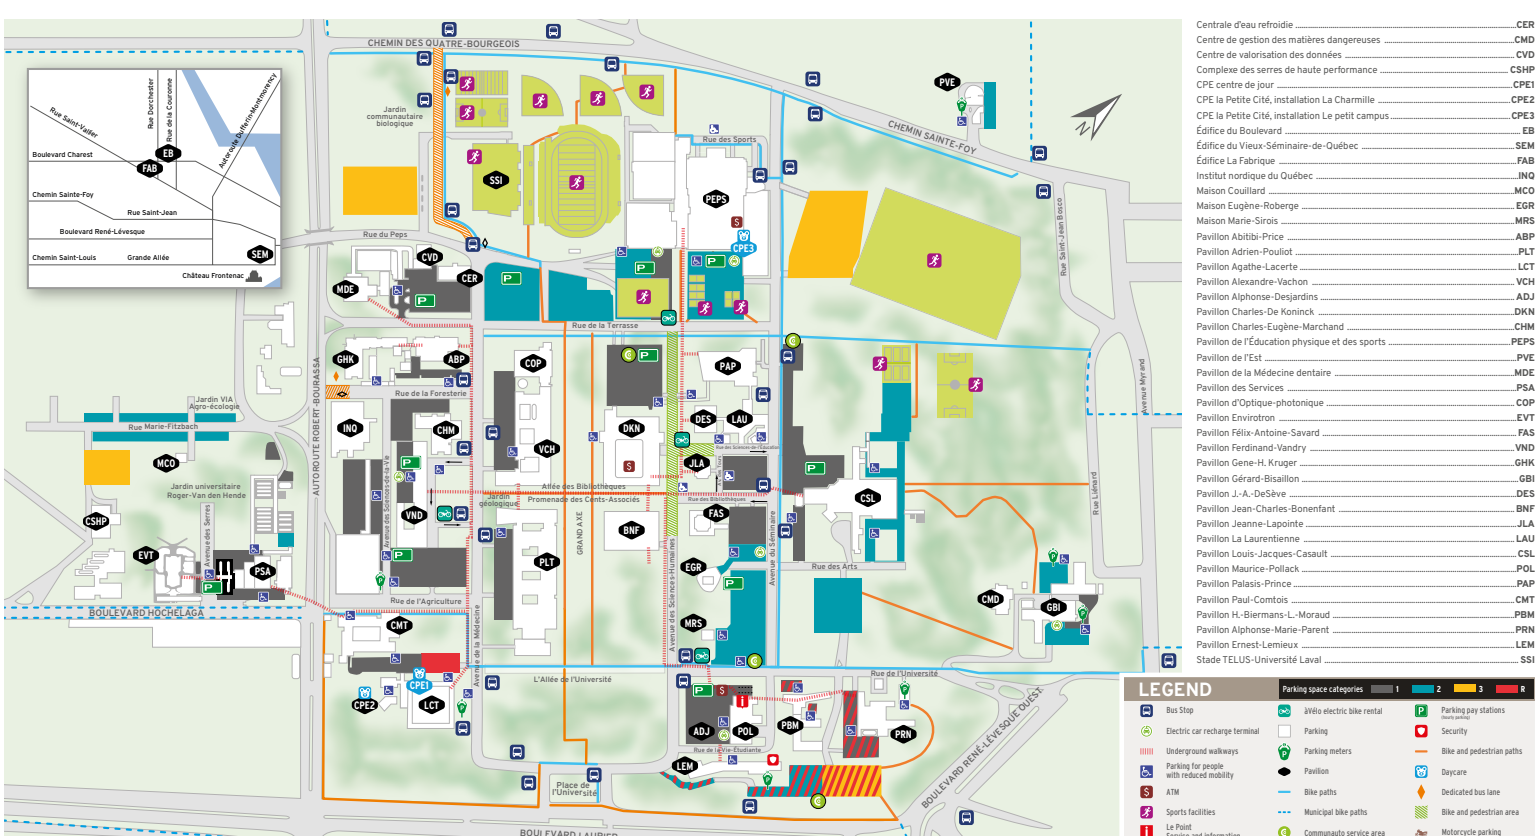 CHEMIN DES QUATRE-BOURGEOIS
Jardin
communautaire
biologique
Rue des Sports
CHEMIN SAINTE-FOY
PVE
Rue Saint-Vallier
Rue Dorchester
Rue de la Couronne
Autoroute Dufferin-Montmorency
Boulevard Charest
EB
FAB
Chemin Sainte-Foy
Rue Saint-Jean
Boulevard René-Lévesque
Chemin Saint-Louis
Grande Allée
SEM
Château Frontenac
SSI
PEPS
CPE3
Rue Saint-Jean Bosco
Rue du Peps
CVD
CER
MDE
Rue de la Terrasse
AUTOROUTE ROBERT-BOURASSA
GHK
ABP
COP
PAP
Rue de la Foresterie
Avenue Myrand
Jardin VIA
Agro-écologie
Rue Marie-Fitzbach
INQ
CHM
VCH
DKN
DES
LAU
Rue des Sciences-de-l'Éducation
MCO
JLA
Jardin universitaire
Roger-Van den Hende
Avenue des Sciences-de-la-Vie
Allée des Bibliothèques
Promenade des Cents-Associés
Rue des Bibliothèques
Jardin
géologique
CSL
Rue Liénard
CSHP
Avenue des Serres
VND
GRAND AXE
BNF
FAS
EVT
PSA
PLT
EGR
Avenue du Séminaire
Rue des Arts
BOULEVARD HOCHELAGA
Rue de l'Agriculture
CMD
GBI
CMT
MRS
Avenue de la Médecine
Avenue des Sciences-Humaines
L'Allée de l'Université
Rue de l'Université
CPE1
CPE2
LCT
ADJ
POL
PBM
PRN
Rue de la Vie-Étudiante
LEM
Place de
l'Université
BOULEVARD RENÉ-LÉVESQUE OUEST
BOULEVARD LAURIER
Centrale d'eau refroidie CER
Centre de gestion des matières dangereuses CMD
Centre de valorisation des données CVD
Complexe des serres de haute performance CSHP
CPE centre de jour CPE1
CPE la Petite Cité, installation La Charmille CPE2
CPE la Petite Cité, installation Le petit campus CPE3
Édifice du Boulevard EB
Édifice du Vieux-Séminaire-de-Québec SEM
Édifice La Fabrique FAB
Institut nordique du Québec INQ
Maison Couillard MCO
Maison Eugène-Roberge EGR
Maison Marie-Sirois MRS
Pavillon Abitibi-Price ABP
Pavillon Adrien-Pouliot PLT
Pavillon Agathe-Lacerte LCT
Pavillon Alexandre-Vachon VCH
Pavillon Alphonse-Desjardins ADJ
Pavillon Charles-De Koninck DKN
Pavillon Charles-Eugène-Marchand CHM
Pavillon de l'Éducation physique et des sports PEPS
Pavillon de l'Est PVE
Pavillon de la Médecine dentaire MDE
Pavillon des Services PSA
Pavillon d'Optique-photonique COP
Pavillon Envirotron EVT
Pavillon Félix-Antoine-Savard FAS
Pavillon Ferdinand-Vandry VND
Pavillon Gene-H. Kruger GHK
Pavillon Gérard-Bisaillon GBI
Pavillon J.-A.-DeSève DES
Pavillon Jean-Charles-Bonenfant BNF
Pavillon Jeanne-Lapointe JLA
Pavillon La Laurentienne LAU
Pavillon Louis-Jacques-Casault CSL
Pavillon Maurice-Pollack POL
Pavillon Palasis-Prince PAP
Pavillon Paul-Comtois CMT
Pavillon H.-Biermans-L.-Moraud PBM
Pavillon Alphonse-Marie-Parent PRN
Pavillon Ernest-Lemieux LEM
Stade TELUS-Université Laval SSI
LEGEND
Parking space categories 1 2 3 R
Bus Stop
àVélo electric bike rental
Parking pay stations
(hourly parking)
Electric car recharge terminal
Parking
Security
Underground walkways
Parking meters
Bike and pedestrian paths
Parking for people
with reduced mobility
Pavilion
Daycare
ATM
Bike paths
Dedicated bus lane
Sports facilities
Municipal bike paths
Bike and pedestrian area
Le Point
Service and information
Communauto service area
Motorcycle parking